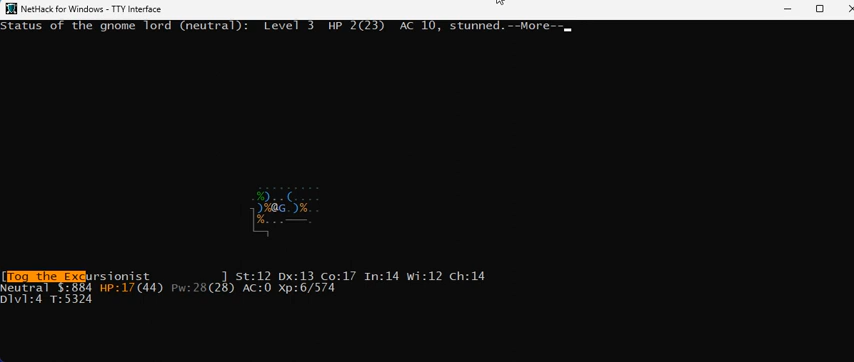 NetHack for Windows - TTY Interface
Status of the gnome lord (neutral):  Level 3  HP 2(23)  AC 10, stunned.--More--
.........
.%)..(....
)%@G.)%..
%...
[Tog the Excursionist          ] St:12 Dx:13 Co:17 In:14 Wi:12 Ch:14
Neutral $:884 HP:17(44) Pw:28(28) AC:0 Xp:6/574
Dlvl:4 T:5324